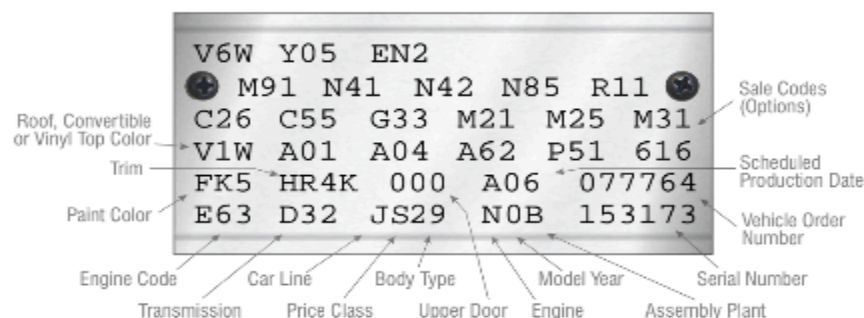 V6W Y05 EN2
M91 N41 N42 N85 R11
C26 C55 G33 M21 M25 M31
V1W A01 A04 A62 P51 616
FK5 HR4K 000 A06 077764
E63 D32 JS29 N0B 153173
Roof, Convertible
or Vinyl Top Color
Trim
Paint Color
Sale Codes
(Options)
Scheduled
Production Date
Vehicle Order
Number
Engine Code
Car Line
Body Type
Model Year
Serial Number
Transmission
Price Class
Upper Door
Engine
Assembly Plant